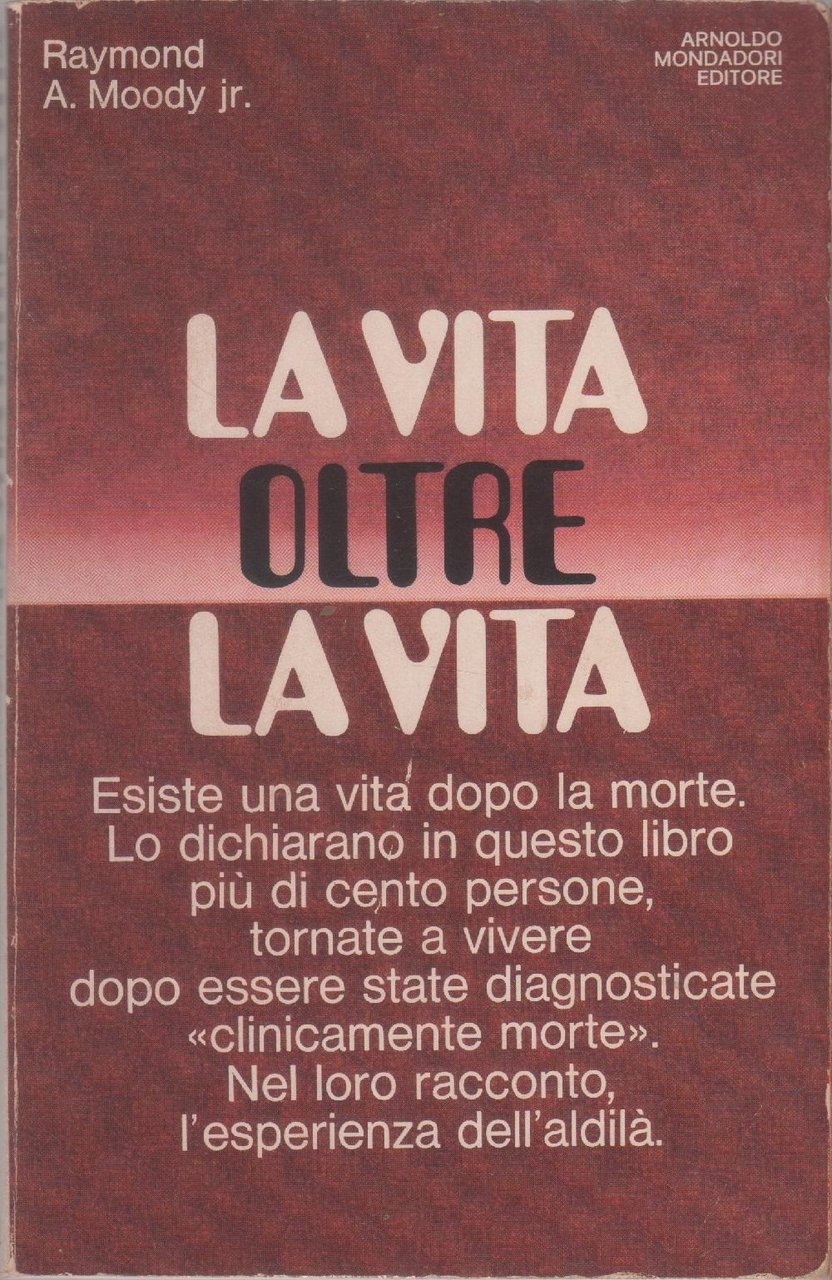 Raymond
A. Moody jr.
ARNOLDO
MONDADORI
EDITORE
LA VITA
OLTRE
LA VITA
Esiste una vita dopo la morte.
Lo dichiarano in questo libro
più di cento persone,
tornate a vivere
dopo essere state diagnosticate
«clinicamente morte».
Nel loro racconto,
l'esperienza dell'aldilà.